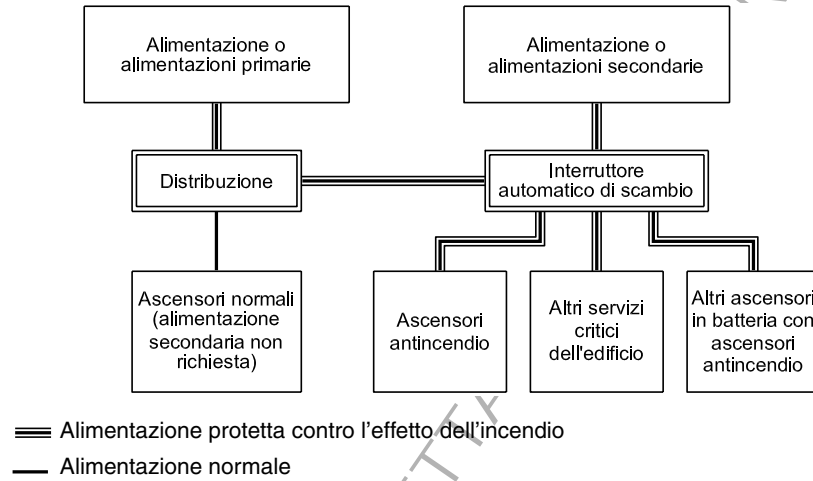 Alimentazione o
alimentazioni primarie
Alimentazione o
alimentazioni secondarie
Distribuzione
Interruttore
automatico di scambio
Ascensori normali
(alimentazione
secondaria non
richiesta)
Ascensori
antincendio
Altri servizi
critici
dell'edificio
Altri ascensori
in batteria con
ascensori
antincendio
Alimentazione protetta contro l'effetto dell'incendio
Alimentazione normale